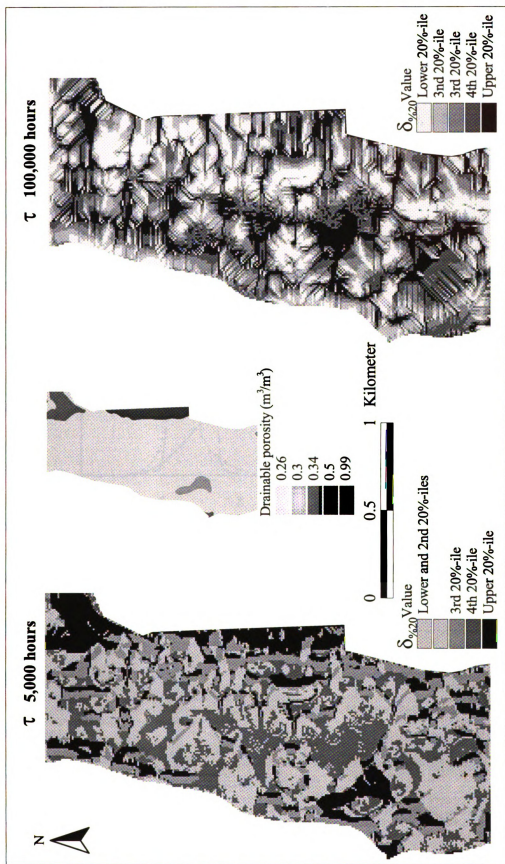 N
τ 5,000 hours
δ%20 Value
Lower and 2nd 20%-iles
3rd 20%-ile
4th 20%-ile
Upper 20%-ile
Drainable porosity (m³/m³)
0.26
0.3
0.34
0.5
0.99
0 0.5 1 Kilometer
τ 100,000 hours
δ%20 Value
Lower 20%-ile
3nd 20%-ile
3rd 20%-ile
4th 20%-ile
Upper 20%-ile